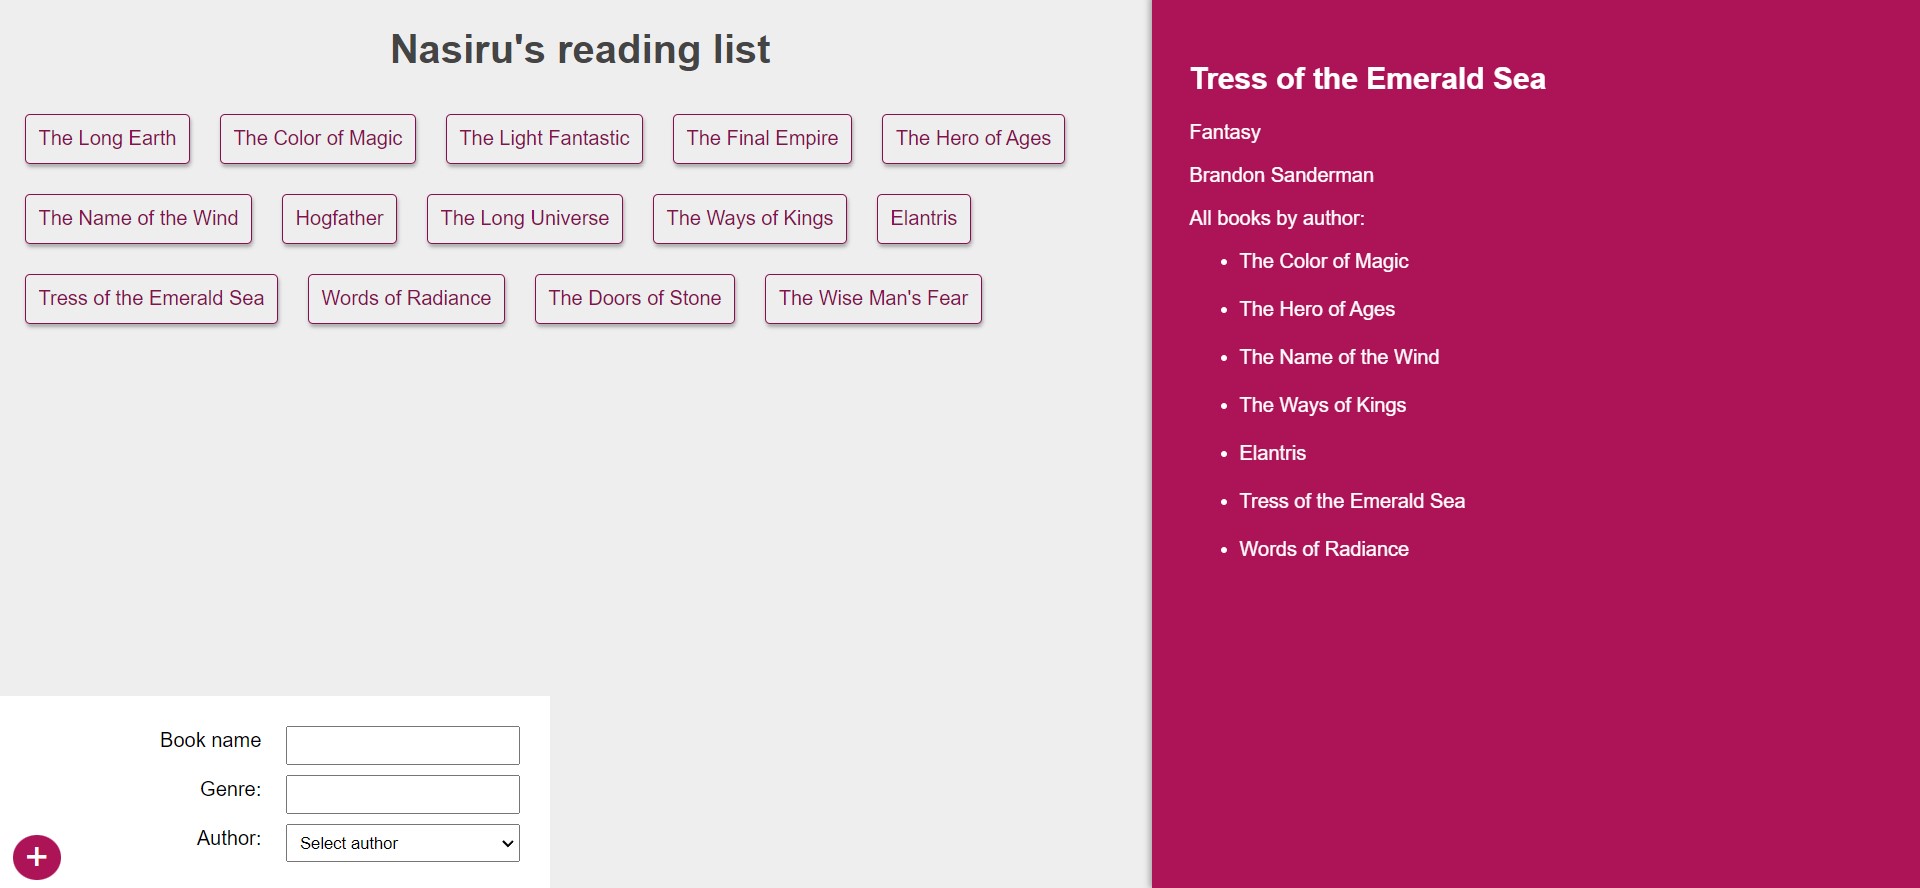 Nasiru's reading list
The Long Earth
The Color of Magic
The Light Fantastic
The Final Empire
The Hero of Ages
The Name of the Wind
Hogfather
The Long Universe
The Ways of Kings
Elantris
Tress of the Emerald Sea
Words of Radiance
The Doors of Stone
The Wise Man's Fear
Book name
Genre:
Author:
Select author
+
Tress of the Emerald Sea
Fantasy
Brandon Sanderman
All books by author:
• The Color of Magic
• The Hero of Ages
• The Name of the Wind
• The Ways of Kings
• Elantris
• Tress of the Emerald Sea
• Words of Radiance